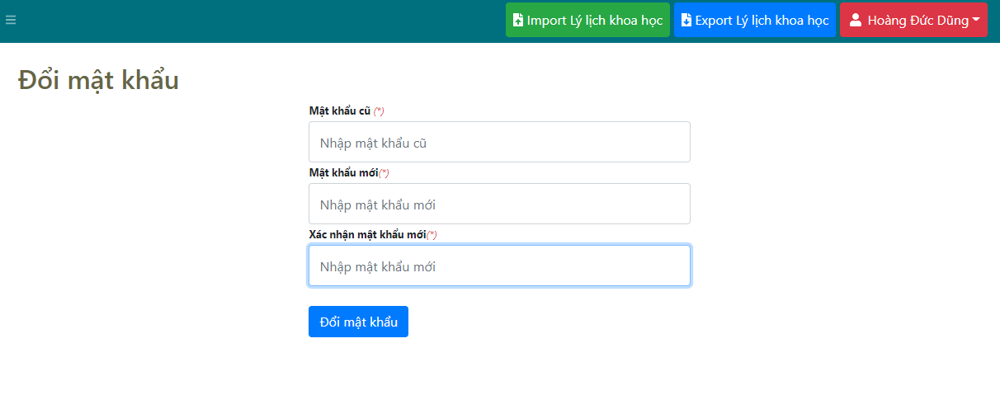 Import Lý lịch khoa học Export Lý lịch khoa học Hoàng Đức Dũng
Đổi mật khẩu
Mật khẩu cũ (*)
Nhập mật khẩu cũ
Mật khẩu mới(*)
Nhập mật khẩu mới
Xác nhận mật khẩu mới(*)
Nhập mật khẩu mới
Đổi mật khẩu